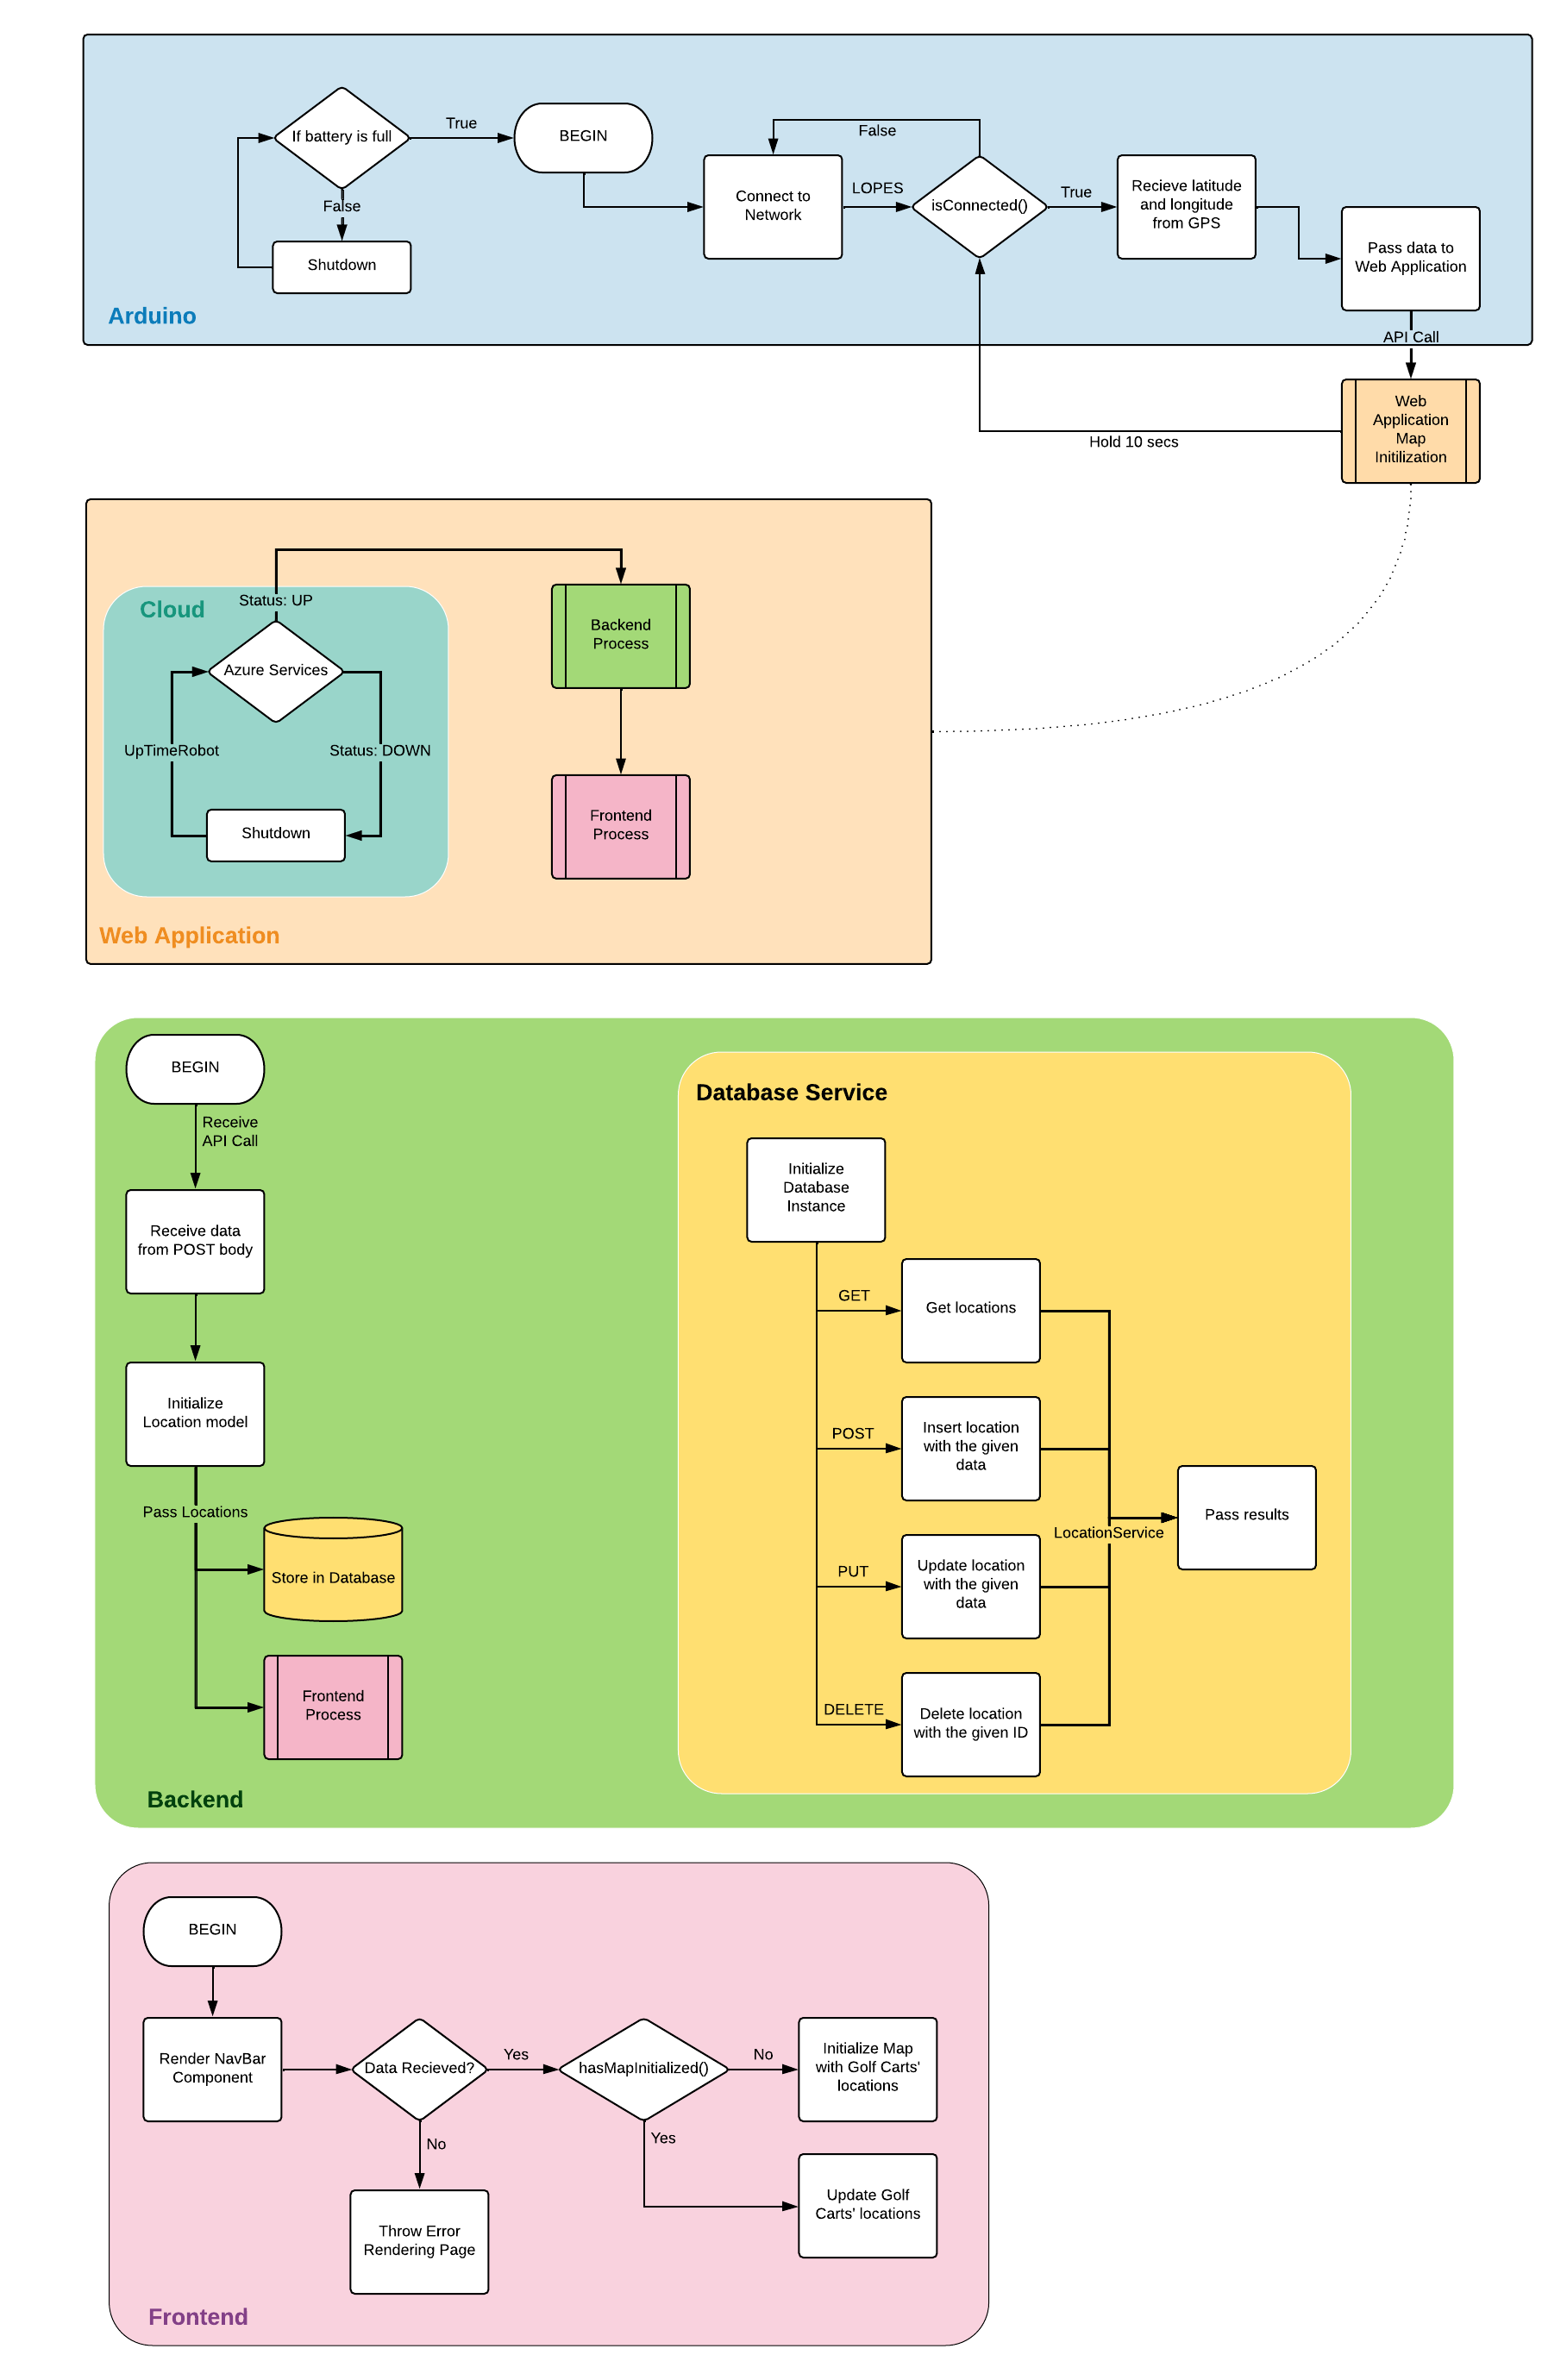 If battery is full
True
BEGIN
False
Shutdown
Connect to
Network
LOPES
False
isConnected()
True
Recieve latitude
and longitude
from GPS
Pass data to
Web Application
Arduino
API Call
Web
Application
Map
Initilization
Hold 10 secs
Cloud
Status: UP
Azure Services
UpTimeRobot
Status: DOWN
Shutdown
Backend
Process
Frontend
Process
Web Application
BEGIN
Receive
API Call
Receive data
from POST body
Initialize
Location model
Pass Locations
Store in Database
Frontend
Process
Backend
Database Service
Initialize
Database
Instance
GET
Get locations
POST
Insert location
with the given
data
LocationService
Pass results
PUT
Update location
with the given
data
DELETE
Delete location
with the given ID
BEGIN
Render NavBar
Component
Data Recieved?
Yes
hasMapInitialized()
No
Initialize Map
with Golf Carts'
locations
No
Yes
Throw Error
Rendering Page
Update Golf
Carts' locations
Frontend